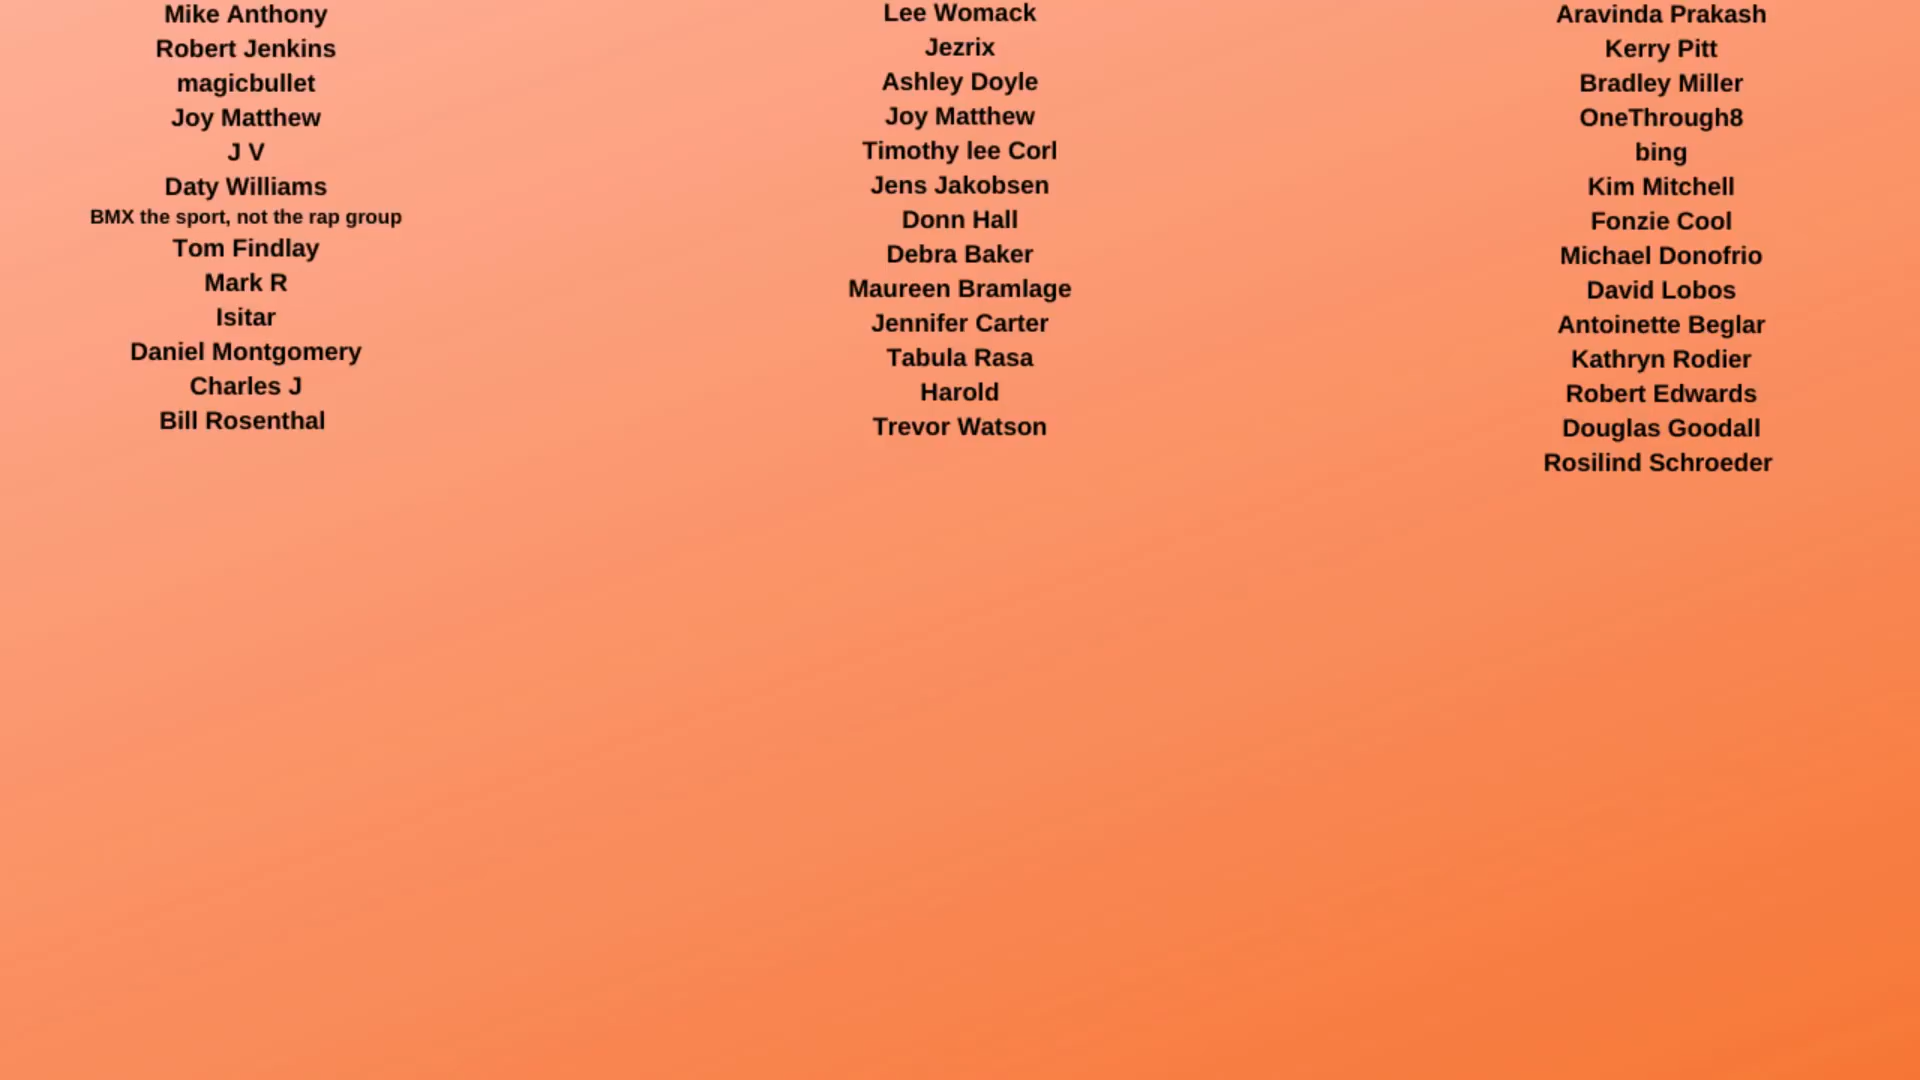 Mike Anthony
Robert Jenkins
magicbullet
Joy Matthew
J V
Daty Williams
BMX the sport, not the rap group
Tom Findlay
Mark R
Isitar
Daniel Montgomery
Charles J
Bill Rosenthal
Lee Womack
Jezrix
Ashley Doyle
Joy Matthew
Timothy lee Corl
Jens Jakobsen
Donn Hall
Debra Baker
Maureen Bramlage
Jennifer Carter
Tabula Rasa
Harold
Trevor Watson
Aravinda Prakash
Kerry Pitt
Bradley Miller
OneThrough8
bing
Kim Mitchell
Fonzie Cool
Michael Donofrio
David Lobos
Antoinette Beglar
Kathryn Rodier
Robert Edwards
Douglas Goodall
Rosilind Schroeder